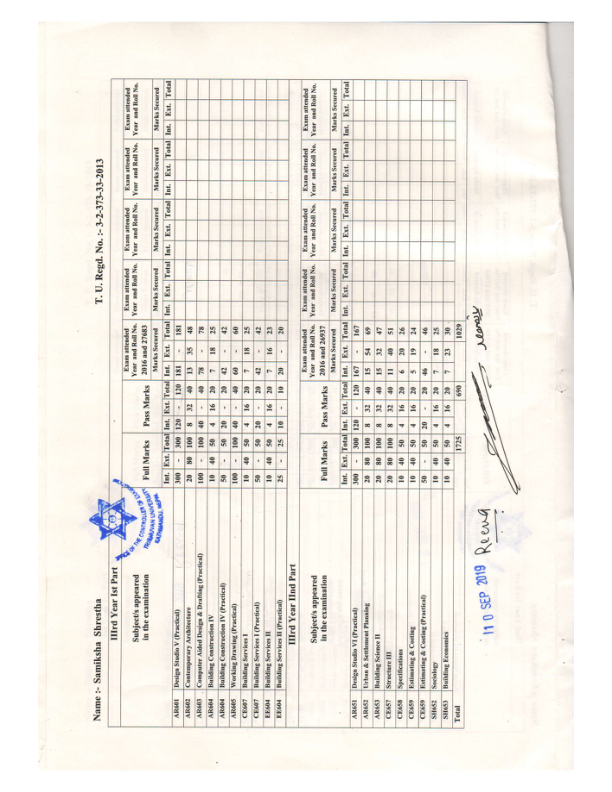 Name :- Samiksha Shrestha T. U. Regd. No. :- 3-2-373-33-2013
IIIrd Year Ist Part
Subject/s appeared in the examination | Full Marks | Pass Marks | Exam attended Year and Roll No. 2016 and 27683 Marks Secured | Exam attended Year and Roll No. Marks Secured | Exam attended Year and Roll No. Marks Secured | Exam attended Year and Roll No. Marks Secured | Exam attended Year and Roll No. Marks Secured
Int. Ext. Total Int. Ext. Total Int. Ext. Total Int. Ext. Total Int. Ext. Total Int. Ext. Total Int. Ext. Total
AR601 Design Studio V (Practical) 300 - 300 120 - 120 181 - 181
AR602 Contemporary Architecture 20 80 100 8 32 40 13 35 48
AR603 Computer Aided Design & Drafting (Practical) 100 - 100 40 - 40 78 - 78
AR604 Building Construction IV 10 40 50 4 16 20 7 18 25
AR604 Building Construction IV (Practical) 50 - 50 20 - 20 42 - 42
AR605 Working Drawing (Practical) 100 - 100 40 - 40 60 - 60
CE607 Building Services I 10 40 50 4 16 20 7 18 25
CE607 Building Services I (Practical) 50 - 50 20 - 20 42 - 42
EE604 Building Services II 10 40 50 4 16 20 7 16 23
EE604 Building Services II (Practical) 25 - 25 10 - 10 20 - 20
IIIrd Year IInd Part
Subject/s appeared in the examination | Full Marks | Pass Marks | Exam attended Year and Roll No. 2016 and 26937 Marks Secured | Exam attended Year and Roll No. Marks Secured | Exam attended Year and Roll No. Marks Secured | Exam attended Year and Roll No. Marks Secured | Exam attended Year and Roll No. Marks Secured
Int. Ext. Total Int. Ext. Total Int. Ext. Total Int. Ext. Total Int. Ext. Total Int. Ext. Total Int. Ext. Total
AR651 Design Studio VI (Practical) 300 - 300 120 - 120 167 - 167
AR652 Urban & Settlement Planning 20 80 100 8 32 40 15 54 69
AR653 Building Science II 20 80 100 8 32 40 15 32 47
CE657 Structure III 20 80 100 8 32 40 11 40 51
CE658 Specifications 10 40 50 4 16 20 6 20 26
CE659 Estimating & Costing 10 40 50 4 16 20 5 19 24
CE659 Estimating & Costing (Practical) 50 - 50 20 - 20 46 - 46
SH652 Sociology 10 40 50 4 16 20 7 18 25
SH653 Building Economics 10 40 50 4 16 20 7 23 30
Total 1725 690 1029
OFFICE OF THE CONTROLLER OF
TRIBHUVAN UNIVERSITY
KATHMANDU, NEPAL
10 SEP 2019